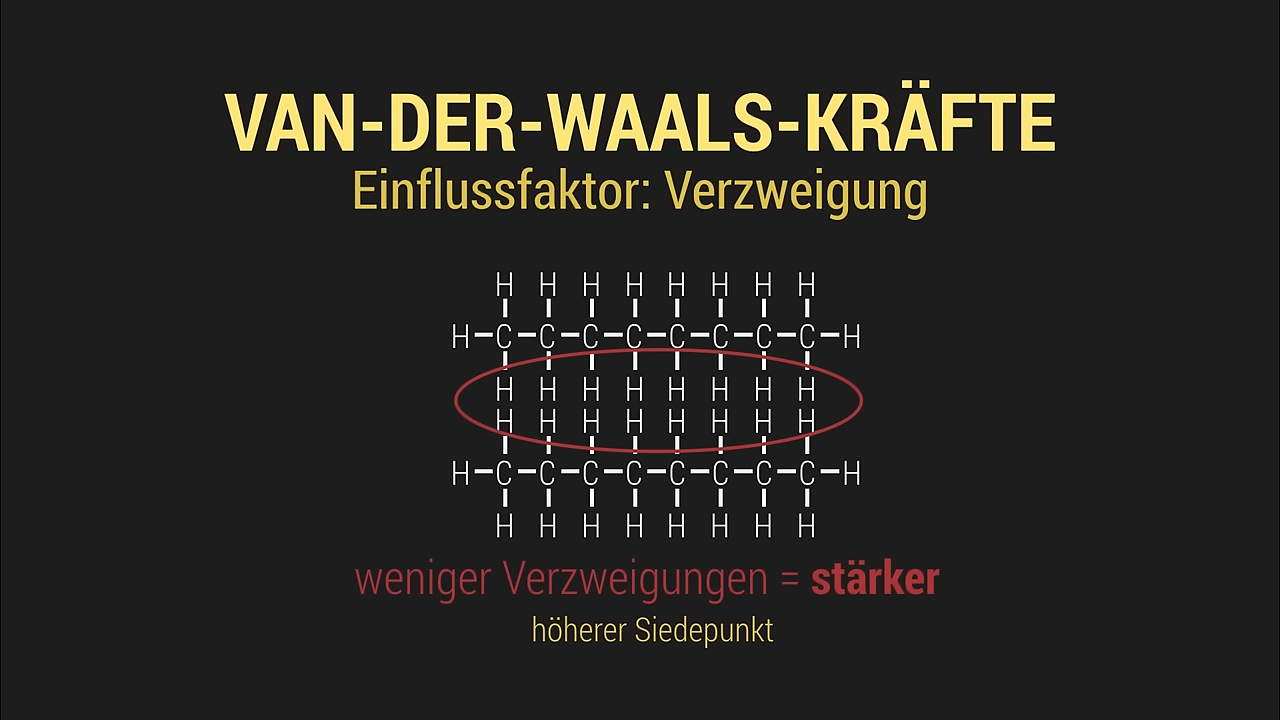 VAN-DER-WAALS-KRÄFTE
Einflussfaktor: Verzweigung
H H H H H H H H
H–C–C–C–C–C–C–C–C–H
H H H H H H H H
H H H H H H H H
H–C–C–C–C–C–C–C–C–H
H H H H H H H H
weniger Verzweigungen = stärker
höherer Siedepunkt